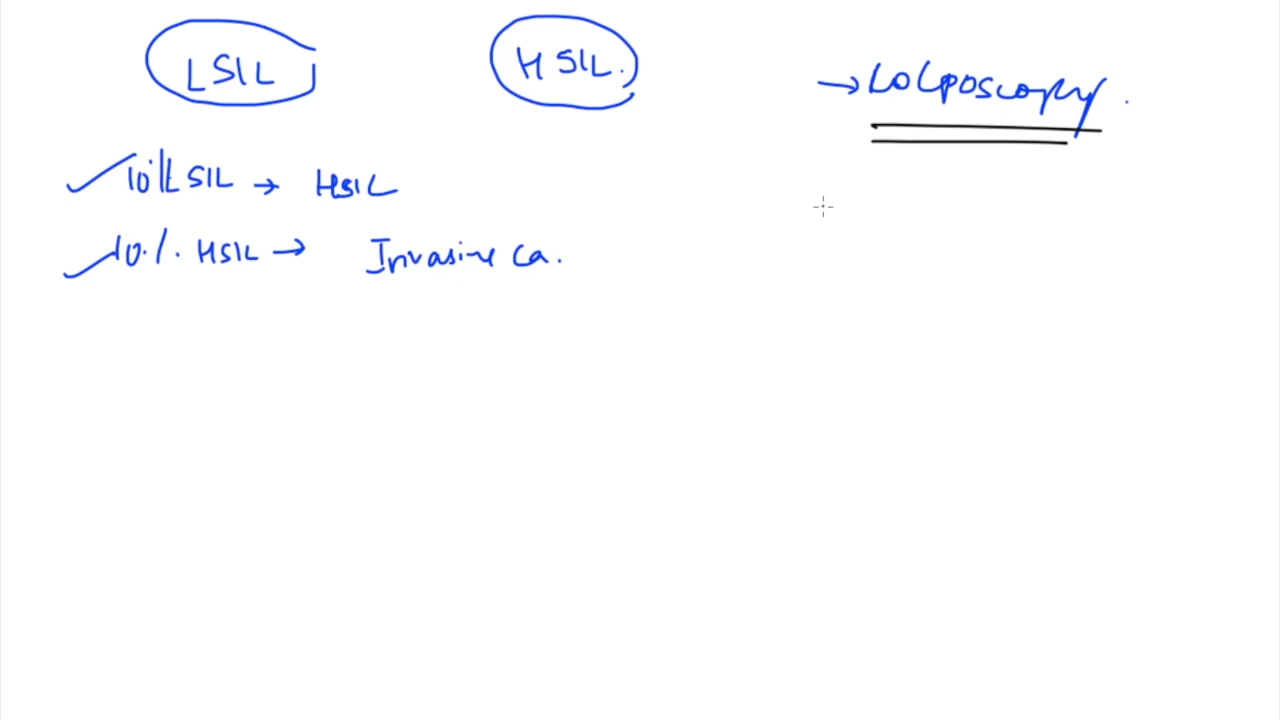 LSIL
HSIL.
→ Colposcopy.
10% LSIL → HSIL
10% HSIL → Invasive Ca.